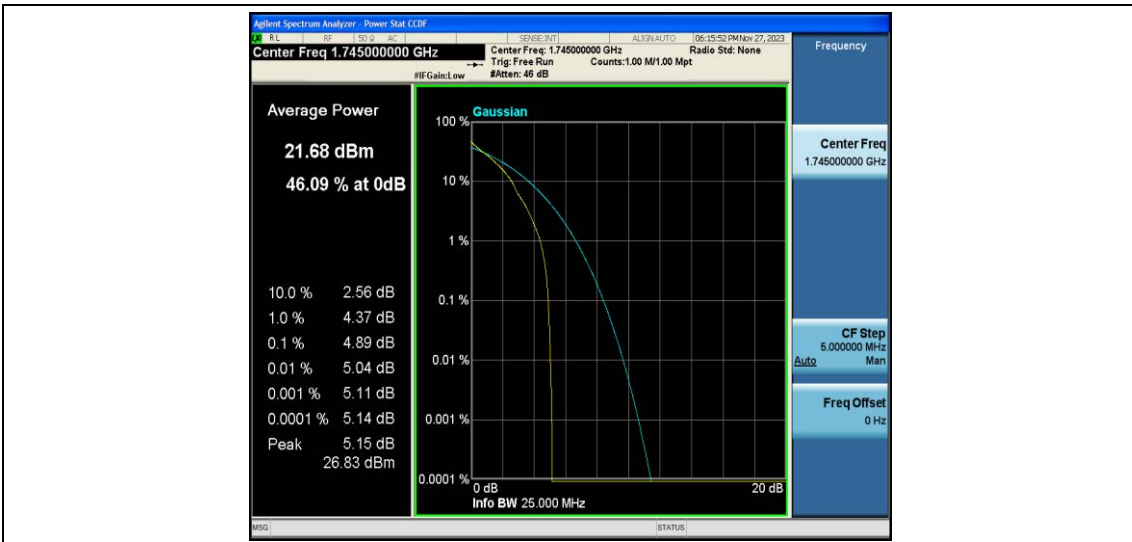 Agilent Spectrum Analyzer - Power Stat CCDF
RL RF 50 Ω AC SENSE:INT ALIGN AUTO 06:15:52 PM Nov 27, 2023
Center Freq 1.745000000 GHz
Center Freq: 1.745000000 GHz Radio Std: None
Trig: Free Run Counts:1.00 M/1.00 Mpt
#IFGain:Low #Atten: 46 dB
Frequency
Average Power
21.68 dBm
46.09 % at 0dB
10.0 % 2.56 dB
1.0 % 4.37 dB
0.1 % 4.89 dB
0.01 % 5.04 dB
0.001 % 5.11 dB
0.0001 % 5.14 dB
Peak 5.15 dB
26.83 dBm
Gaussian
100 %
10 %
1 %
0.1 %
0.01 %
0.001 %
0.0001 %
0 dB 20 dB
Info BW 25.000 MHz
Center Freq
1.745000000 GHz
CF Step
5.000000 MHz
Auto Man
Freq Offset
0 Hz
MSG STATUS